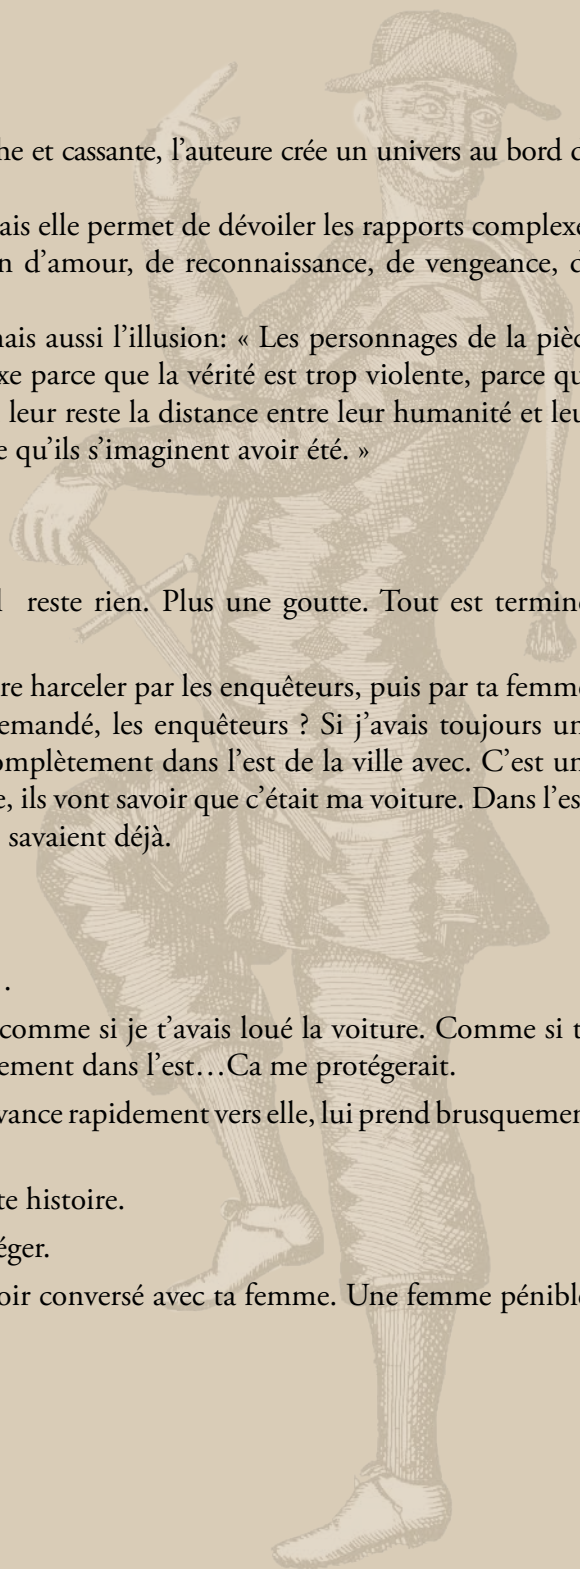 he et cassante, l’auteure crée un univers au bord d
ais elle permet de dévoiler les rapports complexe
n d’amour, de reconnaissance, de vengeance, d
nais aussi l’illusion: « Les personnages de la pièc
xe parce que la vérité est trop violente, parce qu
leur reste la distance entre leur humanité et leu
e qu’ils s’imaginent avoir été. »
l reste rien. Plus une goutte. Tout est terminé
re harceler par les enquêteurs, puis par ta femme
emandé, les enquêteurs ? Si j’avais toujours un
omplètement dans l’est de la ville avec. C’est un
e, ils vont savoir que c’était ma voiture. Dans l’es
savaient déjà.
.
comme si je t’avais loué la voiture. Comme si t
ement dans l’est…Ca me protégerait.
vance rapidement vers elle, lui prend brusquemen
te histoire.
éger.
oir conversé avec ta femme. Une femme pénible